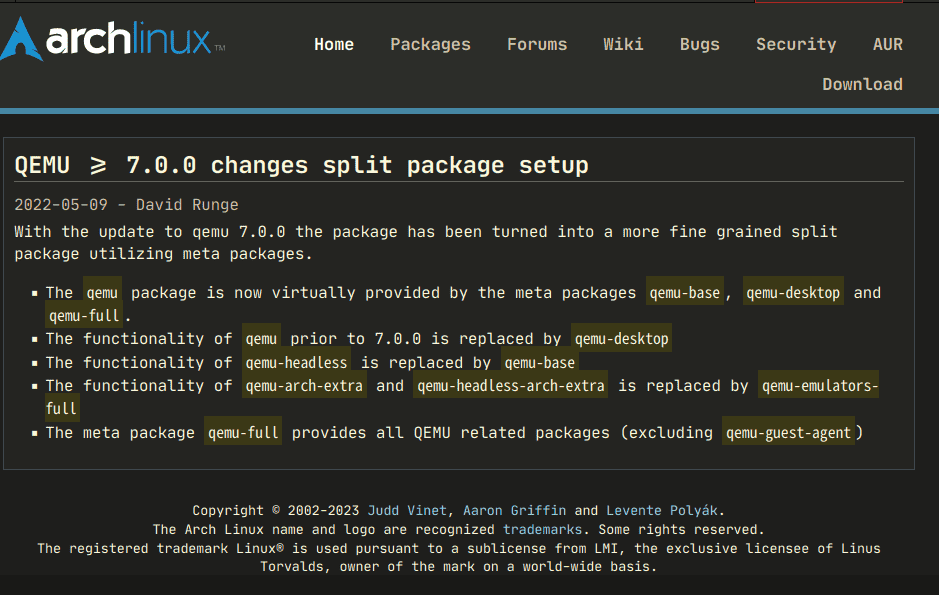 archlinux™
Home Packages Forums Wiki Bugs Security AUR
Download
QEMU ⩾ 7.0.0 changes split package setup
2022-05-09 - David Runge
With the update to qemu 7.0.0 the package has been turned into a more fine grained split
package utilizing meta packages.
▪ The qemu package is now virtually provided by the meta packages qemu-base, qemu-desktop and
qemu-full.
▪ The functionality of qemu prior to 7.0.0 is replaced by qemu-desktop
▪ The functionality of qemu-headless is replaced by qemu-base
▪ The functionality of qemu-arch-extra and qemu-headless-arch-extra is replaced by qemu-emulators-
full
▪ The meta package qemu-full provides all QEMU related packages (excluding qemu-guest-agent)
Copyright © 2002-2023 Judd Vinet, Aaron Griffin and Levente Polyák.
The Arch Linux name and logo are recognized trademarks. Some rights reserved.
The registered trademark Linux® is used pursuant to a sublicense from LMI, the exclusive licensee of Linus
Torvalds, owner of the mark on a world-wide basis.